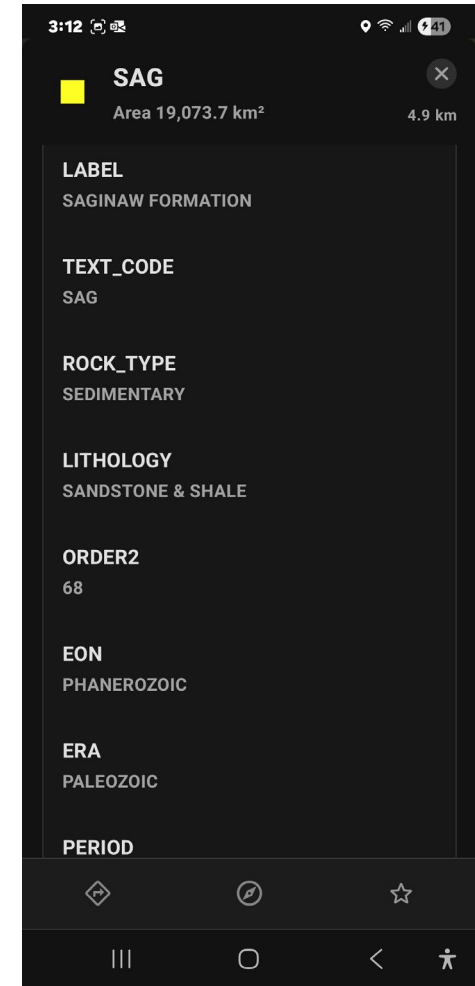 3:12
41
SAG
Area 19,073.7 km²
4.9 km
LABEL
SAGINAW FORMATION
TEXT_CODE
SAG
ROCK_TYPE
SEDIMENTARY
LITHOLOGY
SANDSTONE & SHALE
ORDER2
68
EON
PHANEROZOIC
ERA
PALEOZOIC
PERIOD